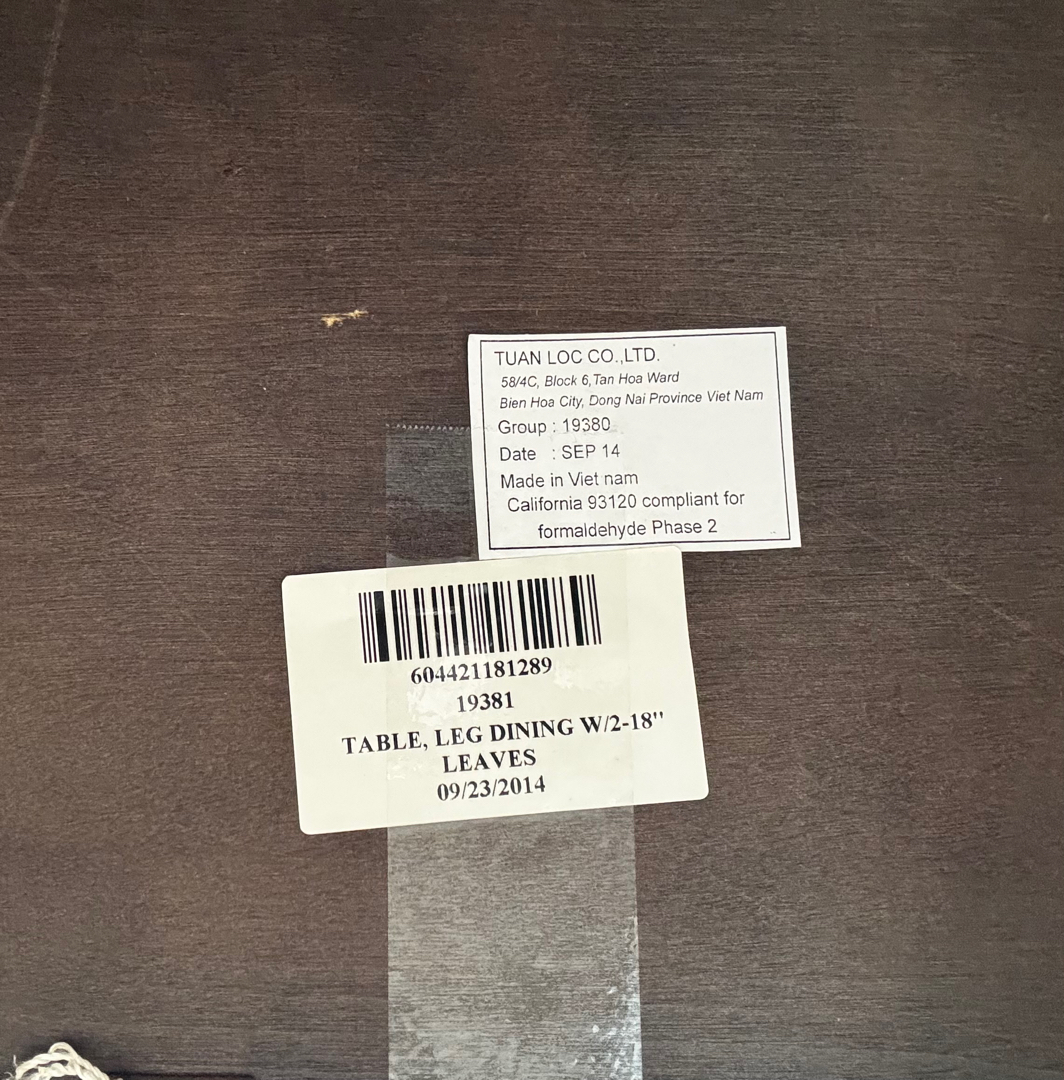 TUAN LOC CO.,LTD.
58/4C, Block 6,Tan Hoa Ward
Bien Hoa City, Dong Nai Province Viet Nam
Group : 19380
Date : SEP 14
Made in Viet nam
California 93120 compliant for
formaldehyde Phase 2
604421181289
19381
TABLE, LEG DINING W/2-18"
LEAVES
09/23/2014